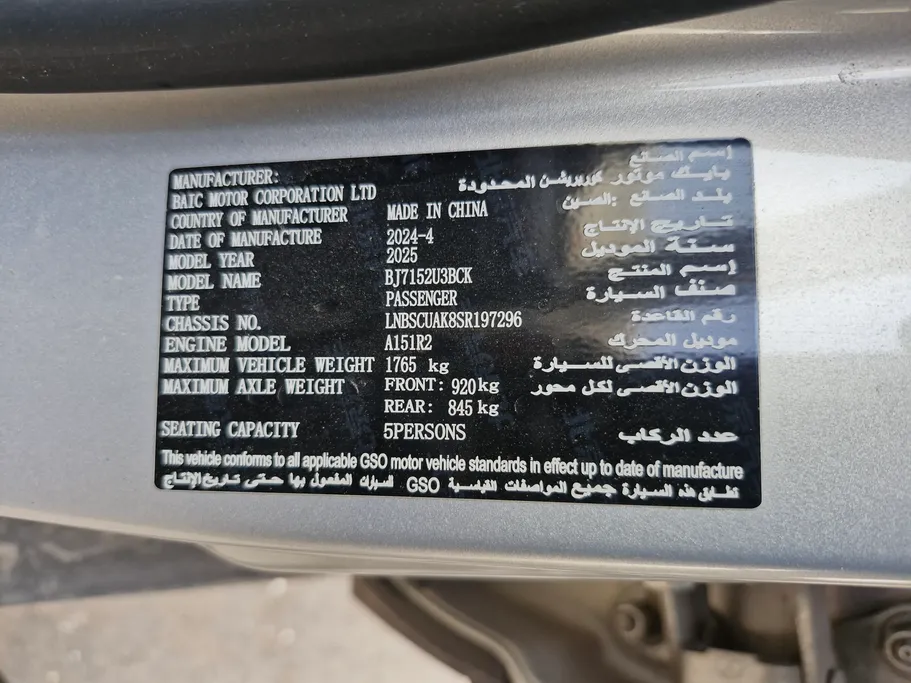 MANUFACTURER: إسم الصانع
BAIC MOTOR CORPORATION LTD بايك موتور كوربريشن المحدودة
COUNTRY OF MANUFACTURER MADE IN CHINA بلد الصانع :الصين
DATE OF MANUFACTURE 2024-4 تاريخ الإنتاج
MODEL YEAR 2025 سنة الموديل
MODEL NAME BJ7152U3BCK إسم المنتج
TYPE PASSENGER صنف السيارة
CHASSIS NO. LNBSCUAK8SR197296 رقم القاعدة
ENGINE MODEL A151R2 موديل المحرك
MAXIMUM VEHICLE WEIGHT 1765 kg الوزن الأقصى للسيارة
MAXIMUM AXLE WEIGHT FRONT: 920kg الوزن الأقصى لكل محور
REAR: 845 kg
SEATING CAPACITY 5PERSONS عدد الركاب
This vehicle conforms to all applicable GSO motor vehicle standards in effect up to date of manufacture
تطابق هذه السيارة جميع المواصفات القياسية GSO السيارات المعمول بها حتى تاريخ الإنتاج